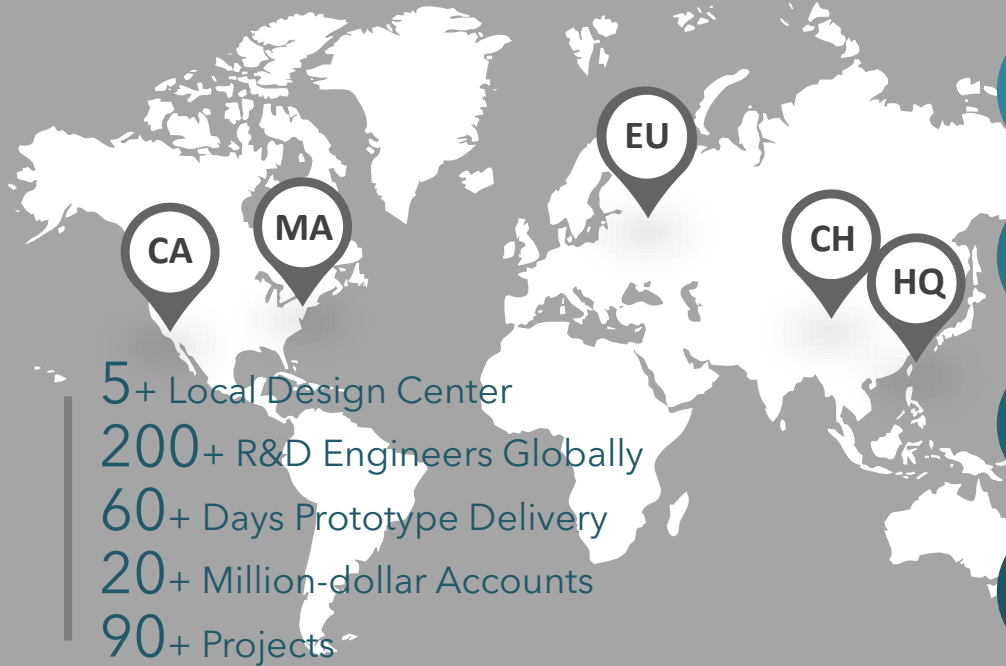 EU
MA
CA
CH
HQ
5+ Local Design Center
200+ R&D Engineers Globally
60+ Days Prototype Delivery
20+ Million-dollar Accounts
90+ Projects